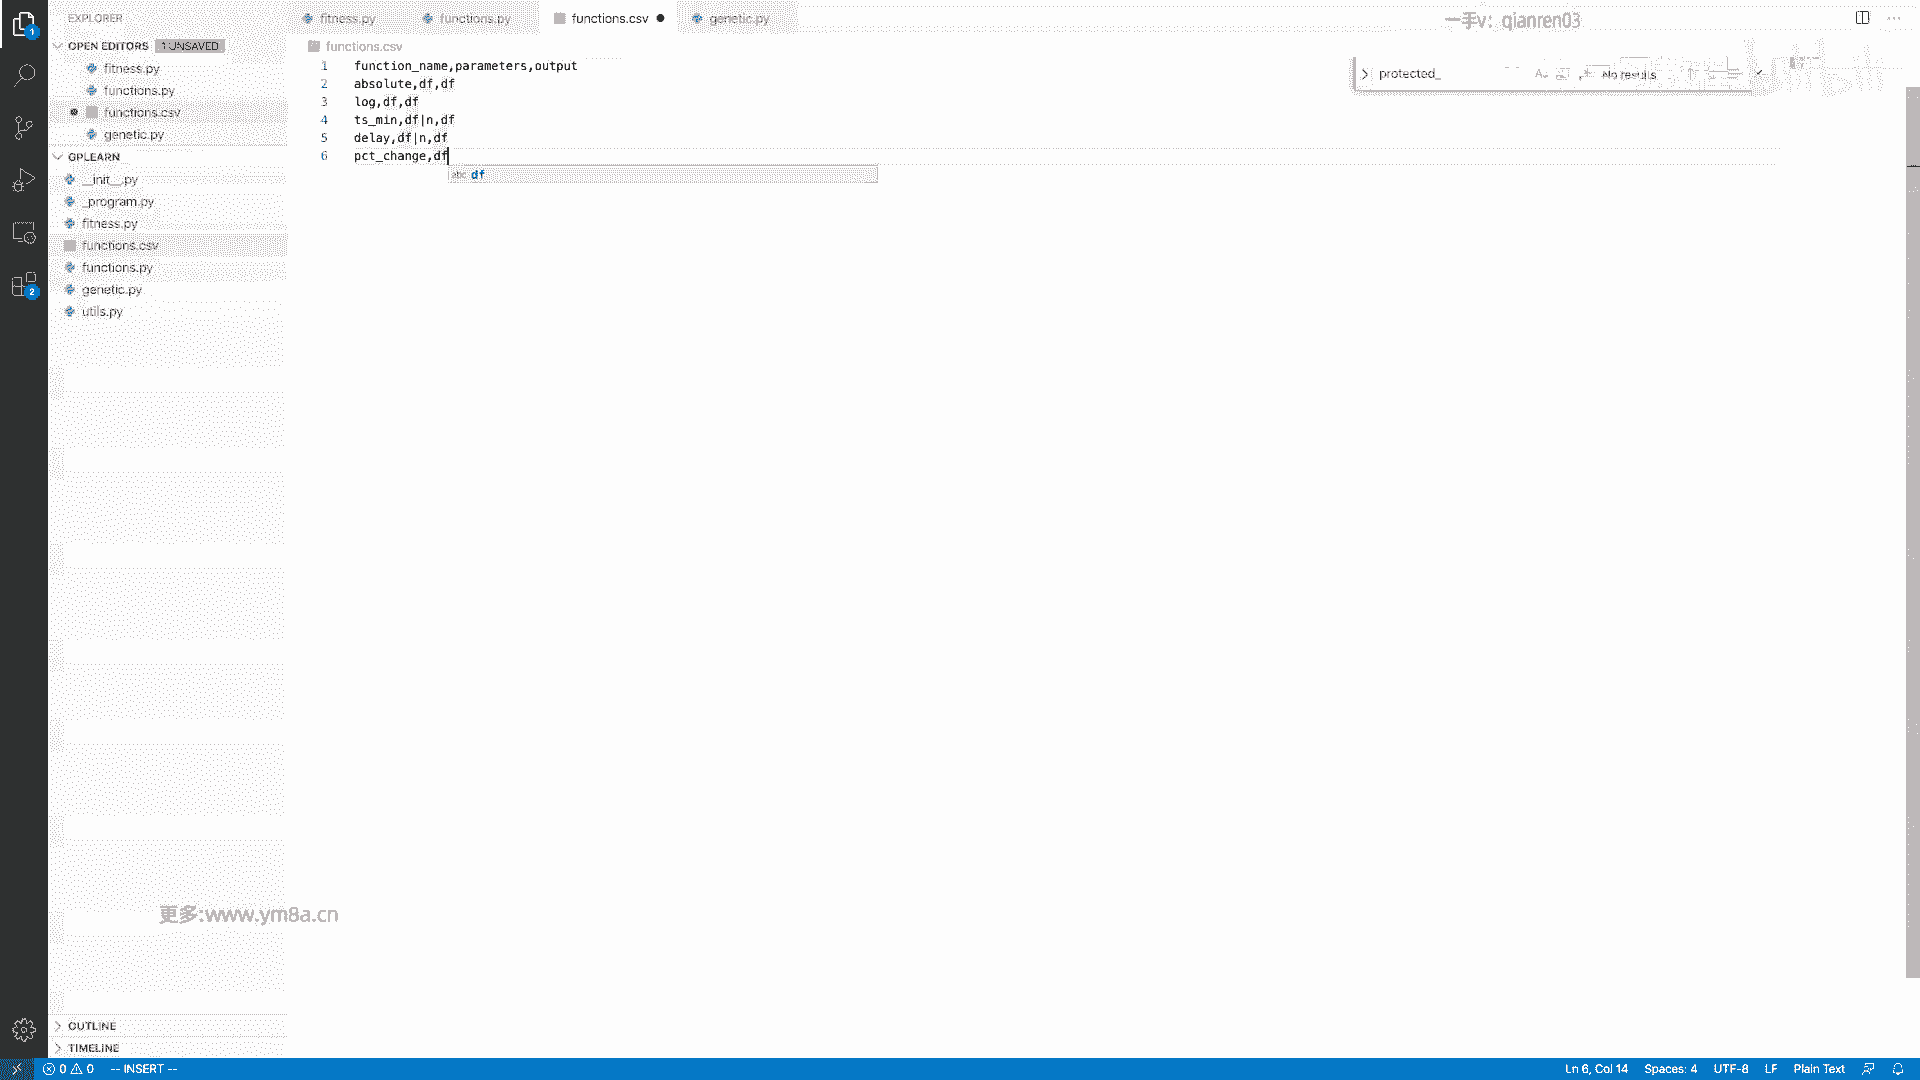 EXPLORER
fitness.py
functions.py
functions.csv
genetic.py
一手v：qianren03
OPEN EDITORS
1 UNSAVED
fitness.py
functions.py
functions.csv
genetic.py
GPLEARN
__init__.py
_program.py
fitness.py
functions.csv
functions.py
genetic.py
utils.py
functions.csv
1 function_name,parameters,output
2 absolute,df,df
3 log,df,df
4 ts_min,df|n,df
5 delay,df|n,df
6 pct_change,df
abc df
protected_
No results
更多:www.ym8a.cn
OUTLINE
TIMELINE
1
2
0 0 -- INSERT --
Ln 6, Col 14 Spaces: 4 UTF-8 LF Plain Text